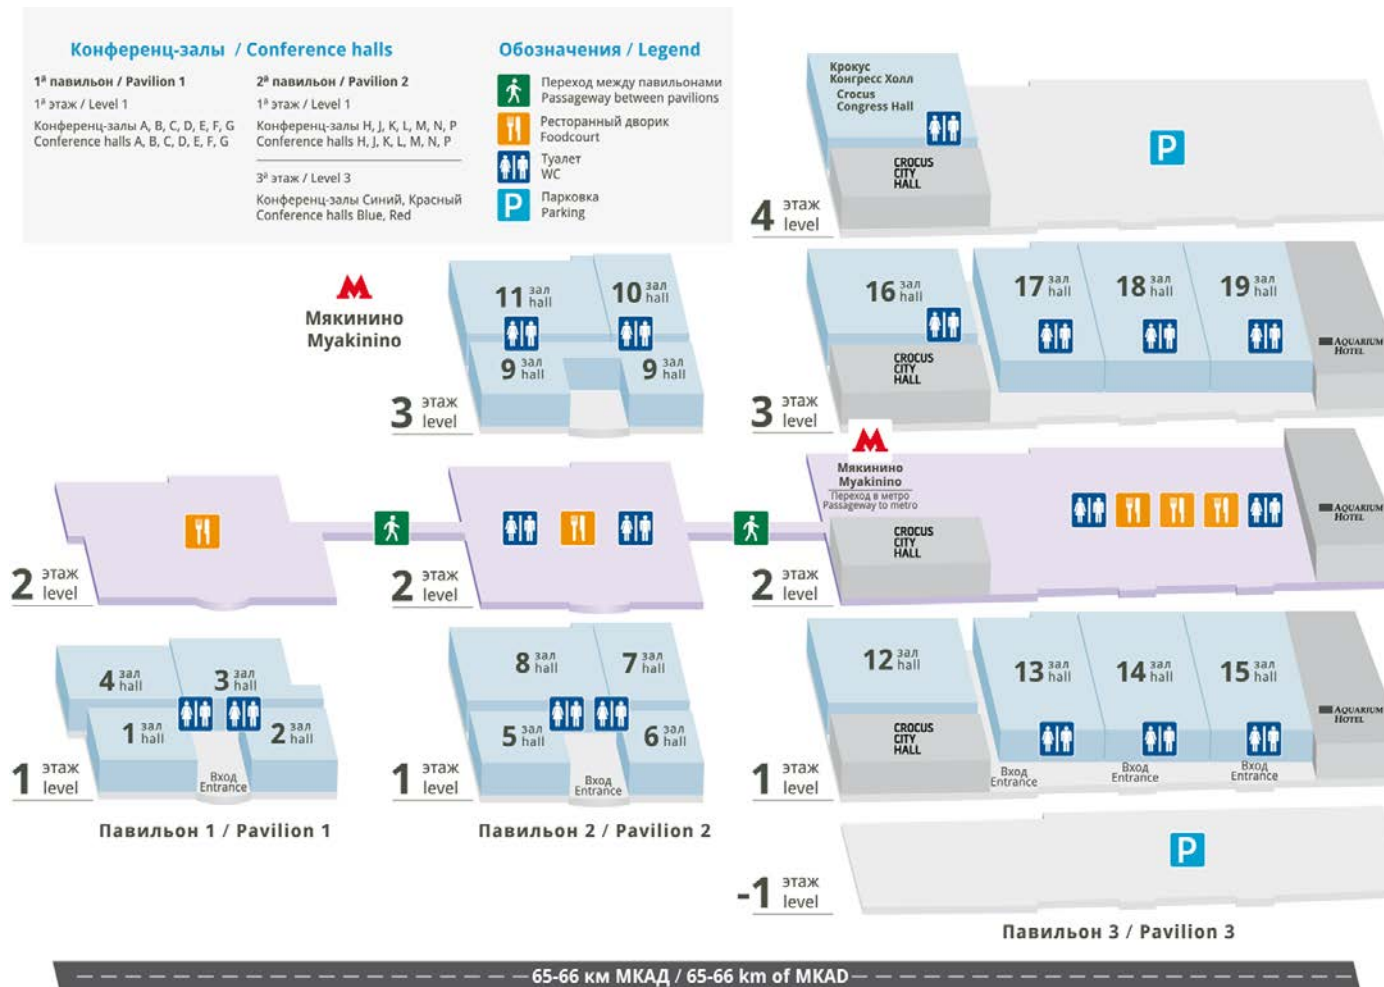 Конференц-залы / Conference halls
1й павильон / Pavilion 1
1й этаж / Level 1
Конференц-залы A, B, C, D, E, F, G
Conference halls A, B, C, D, E, F, G
2й павильон / Pavilion 2
1й этаж / Level 1
Конференц-залы H, J, K, L, M, N, P
Conference halls H, J, K, L, M, N, P
3й этаж / Level 3
Конференц-залы Синий, Красный
Conference halls Blue, Red
Обозначения / Legend
Переход между павильонами
Passageway between pavilions
Ресторанный дворик
Foodcourt
Туалет
WC
P
Парковка
Parking
Крокус
Конгресс Холл
Crocus
Congress Hall
CROCUS
CITY
HALL
P
4 этаж
level
М
Мякинино
Myakinino
11 зал
hall
10 зал
hall
9 зал
hall
9 зал
hall
3 этаж
level
16 зал
hall
17 зал
hall
18 зал
hall
19 зал
hall
CROCUS
CITY
HALL
AQUARIUM
HOTEL
3 этаж
level
2 этаж
level
2 этаж
level
М
Мякинино
Myakinino
Переход в метро
Passageway to metro
CROCUS
CITY
HALL
AQUARIUM
HOTEL
2 этаж
level
4 зал
hall
3 зал
hall
1 зал
hall
2 зал
hall
Вход
Entrance
1 этаж
level
Павильон 1 / Pavilion 1
8 зал
hall
7 зал
hall
5 зал
hall
6 зал
hall
Вход
Entrance
1 этаж
level
Павильон 2 / Pavilion 2
12 зал
hall
13 зал
hall
14 зал
hall
15 зал
hall
CROCUS
CITY
HALL
AQUARIUM
HOTEL
Вход
Entrance
Вход
Entrance
Вход
Entrance
1 этаж
level
P
-1 этаж
level
Павильон 3 / Pavilion 3
65-66 км МКАД / 65-66 km of MKAD